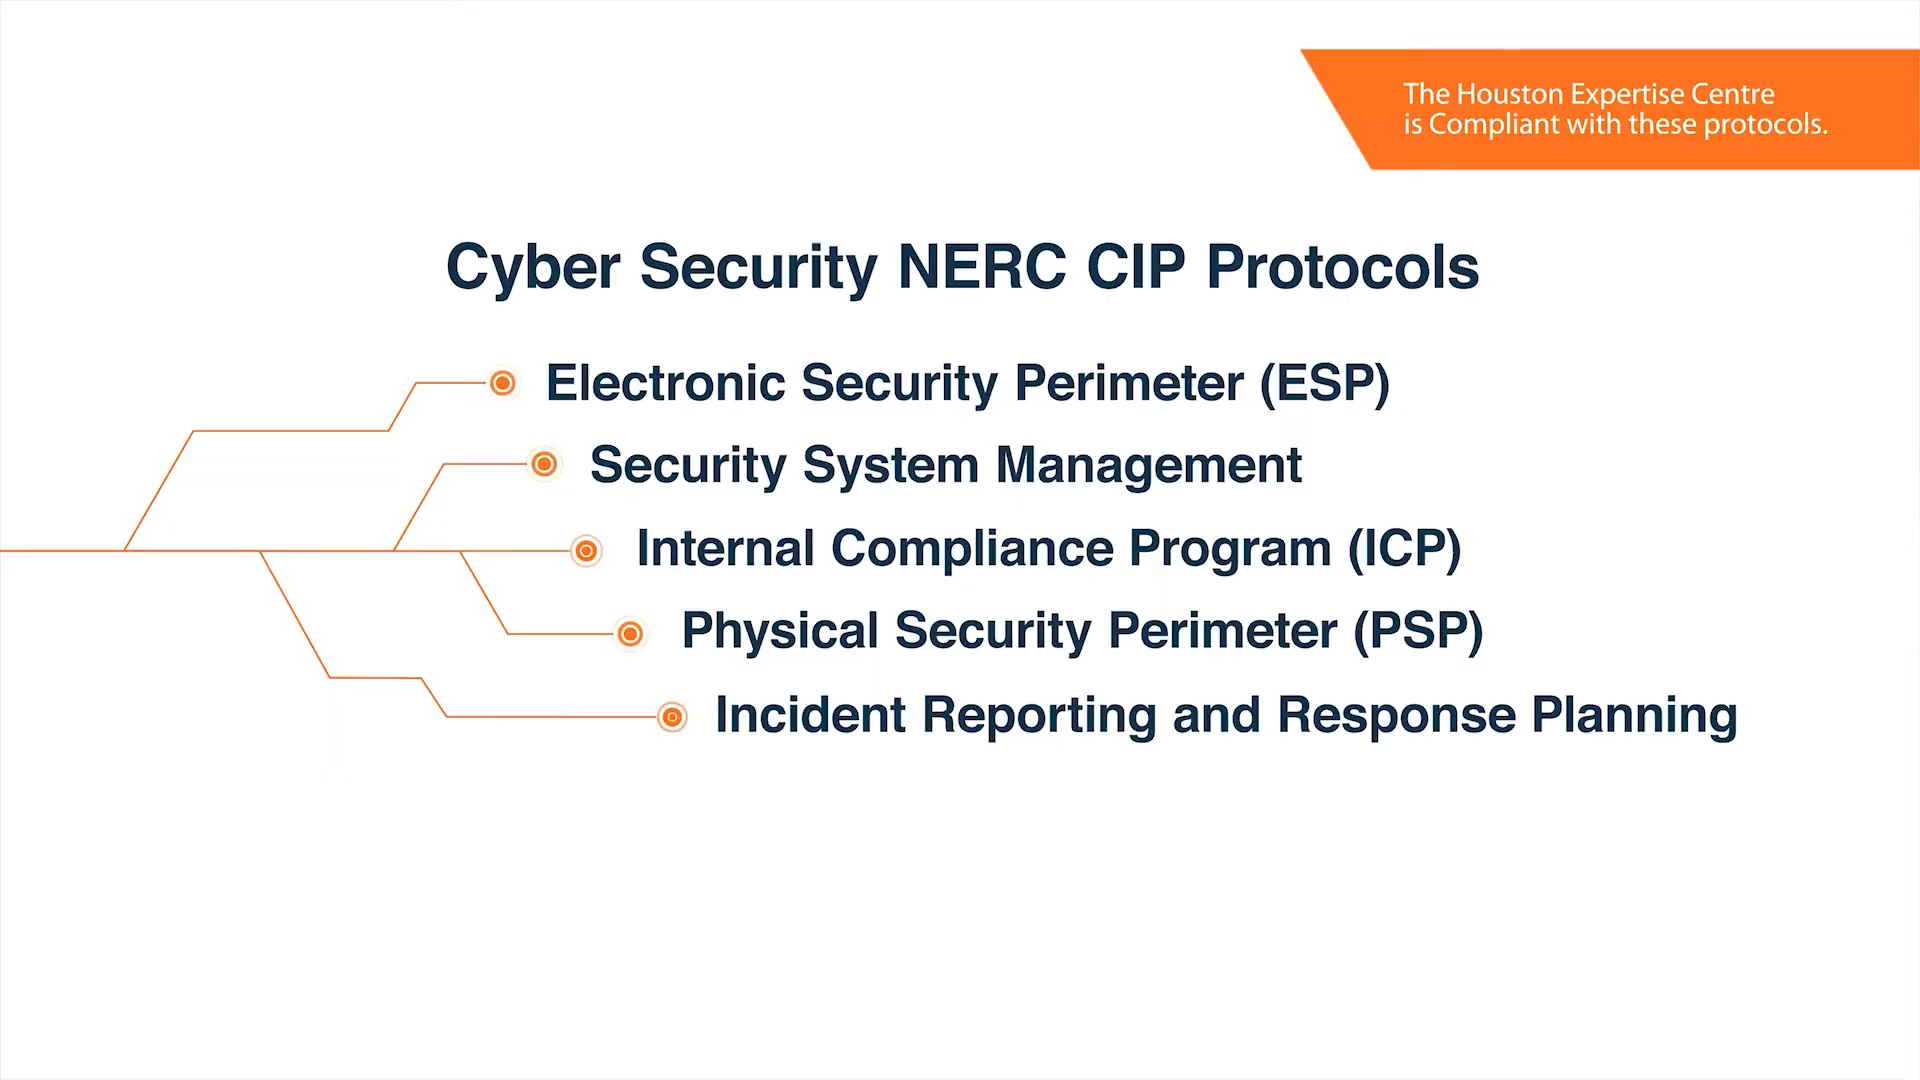 The Houston Expertise Centre
is Compliant with these protocols.
Cyber Security NERC CIP Protocols
Electronic Security Perimeter (ESP)
Security System Management
Internal Compliance Program (ICP)
Physical Security Perimeter (PSP)
Incident Reporting and Response Planning